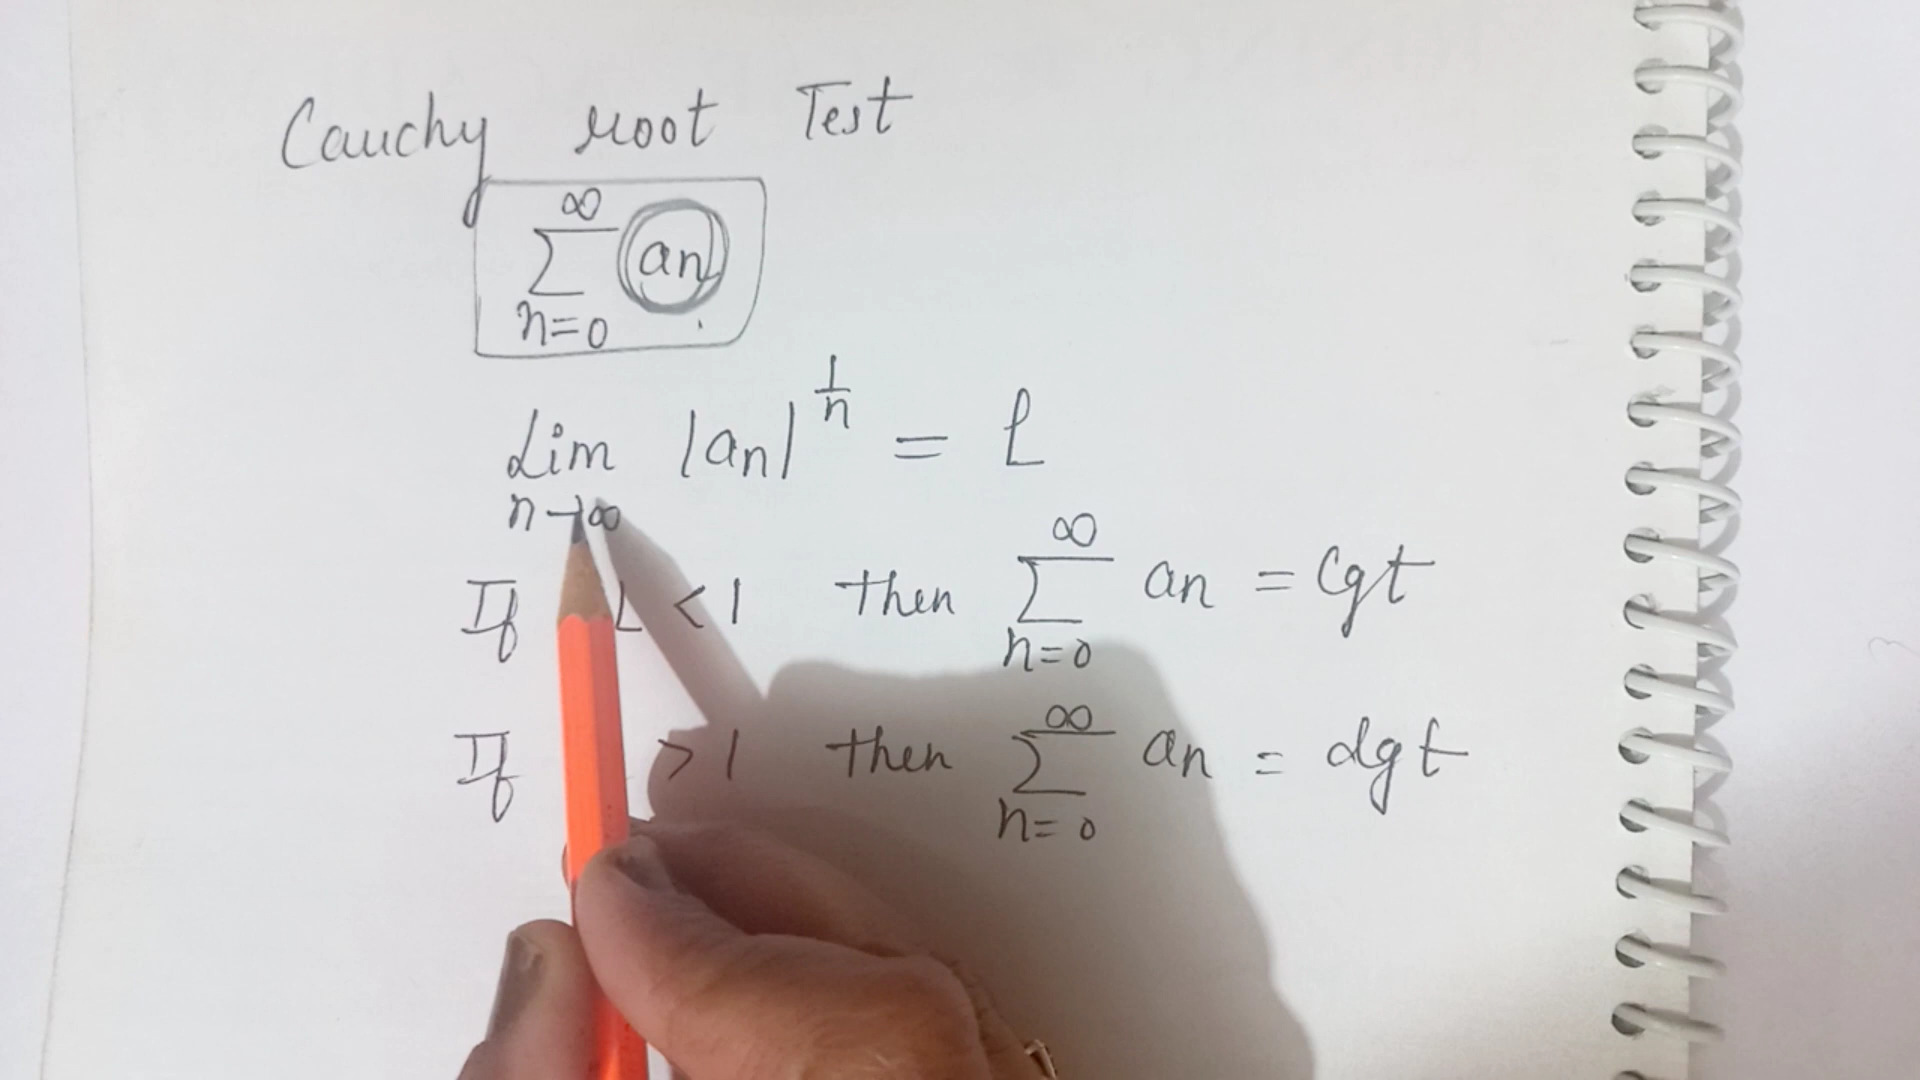 Cauchy root Test
∞
∑ an
n=0
Lim |an|^1/n = L
n→∞
If L < 1 then ∑ an = Cgt
∞
n=0
If > 1 then ∑ an = dgt
∞
n=0